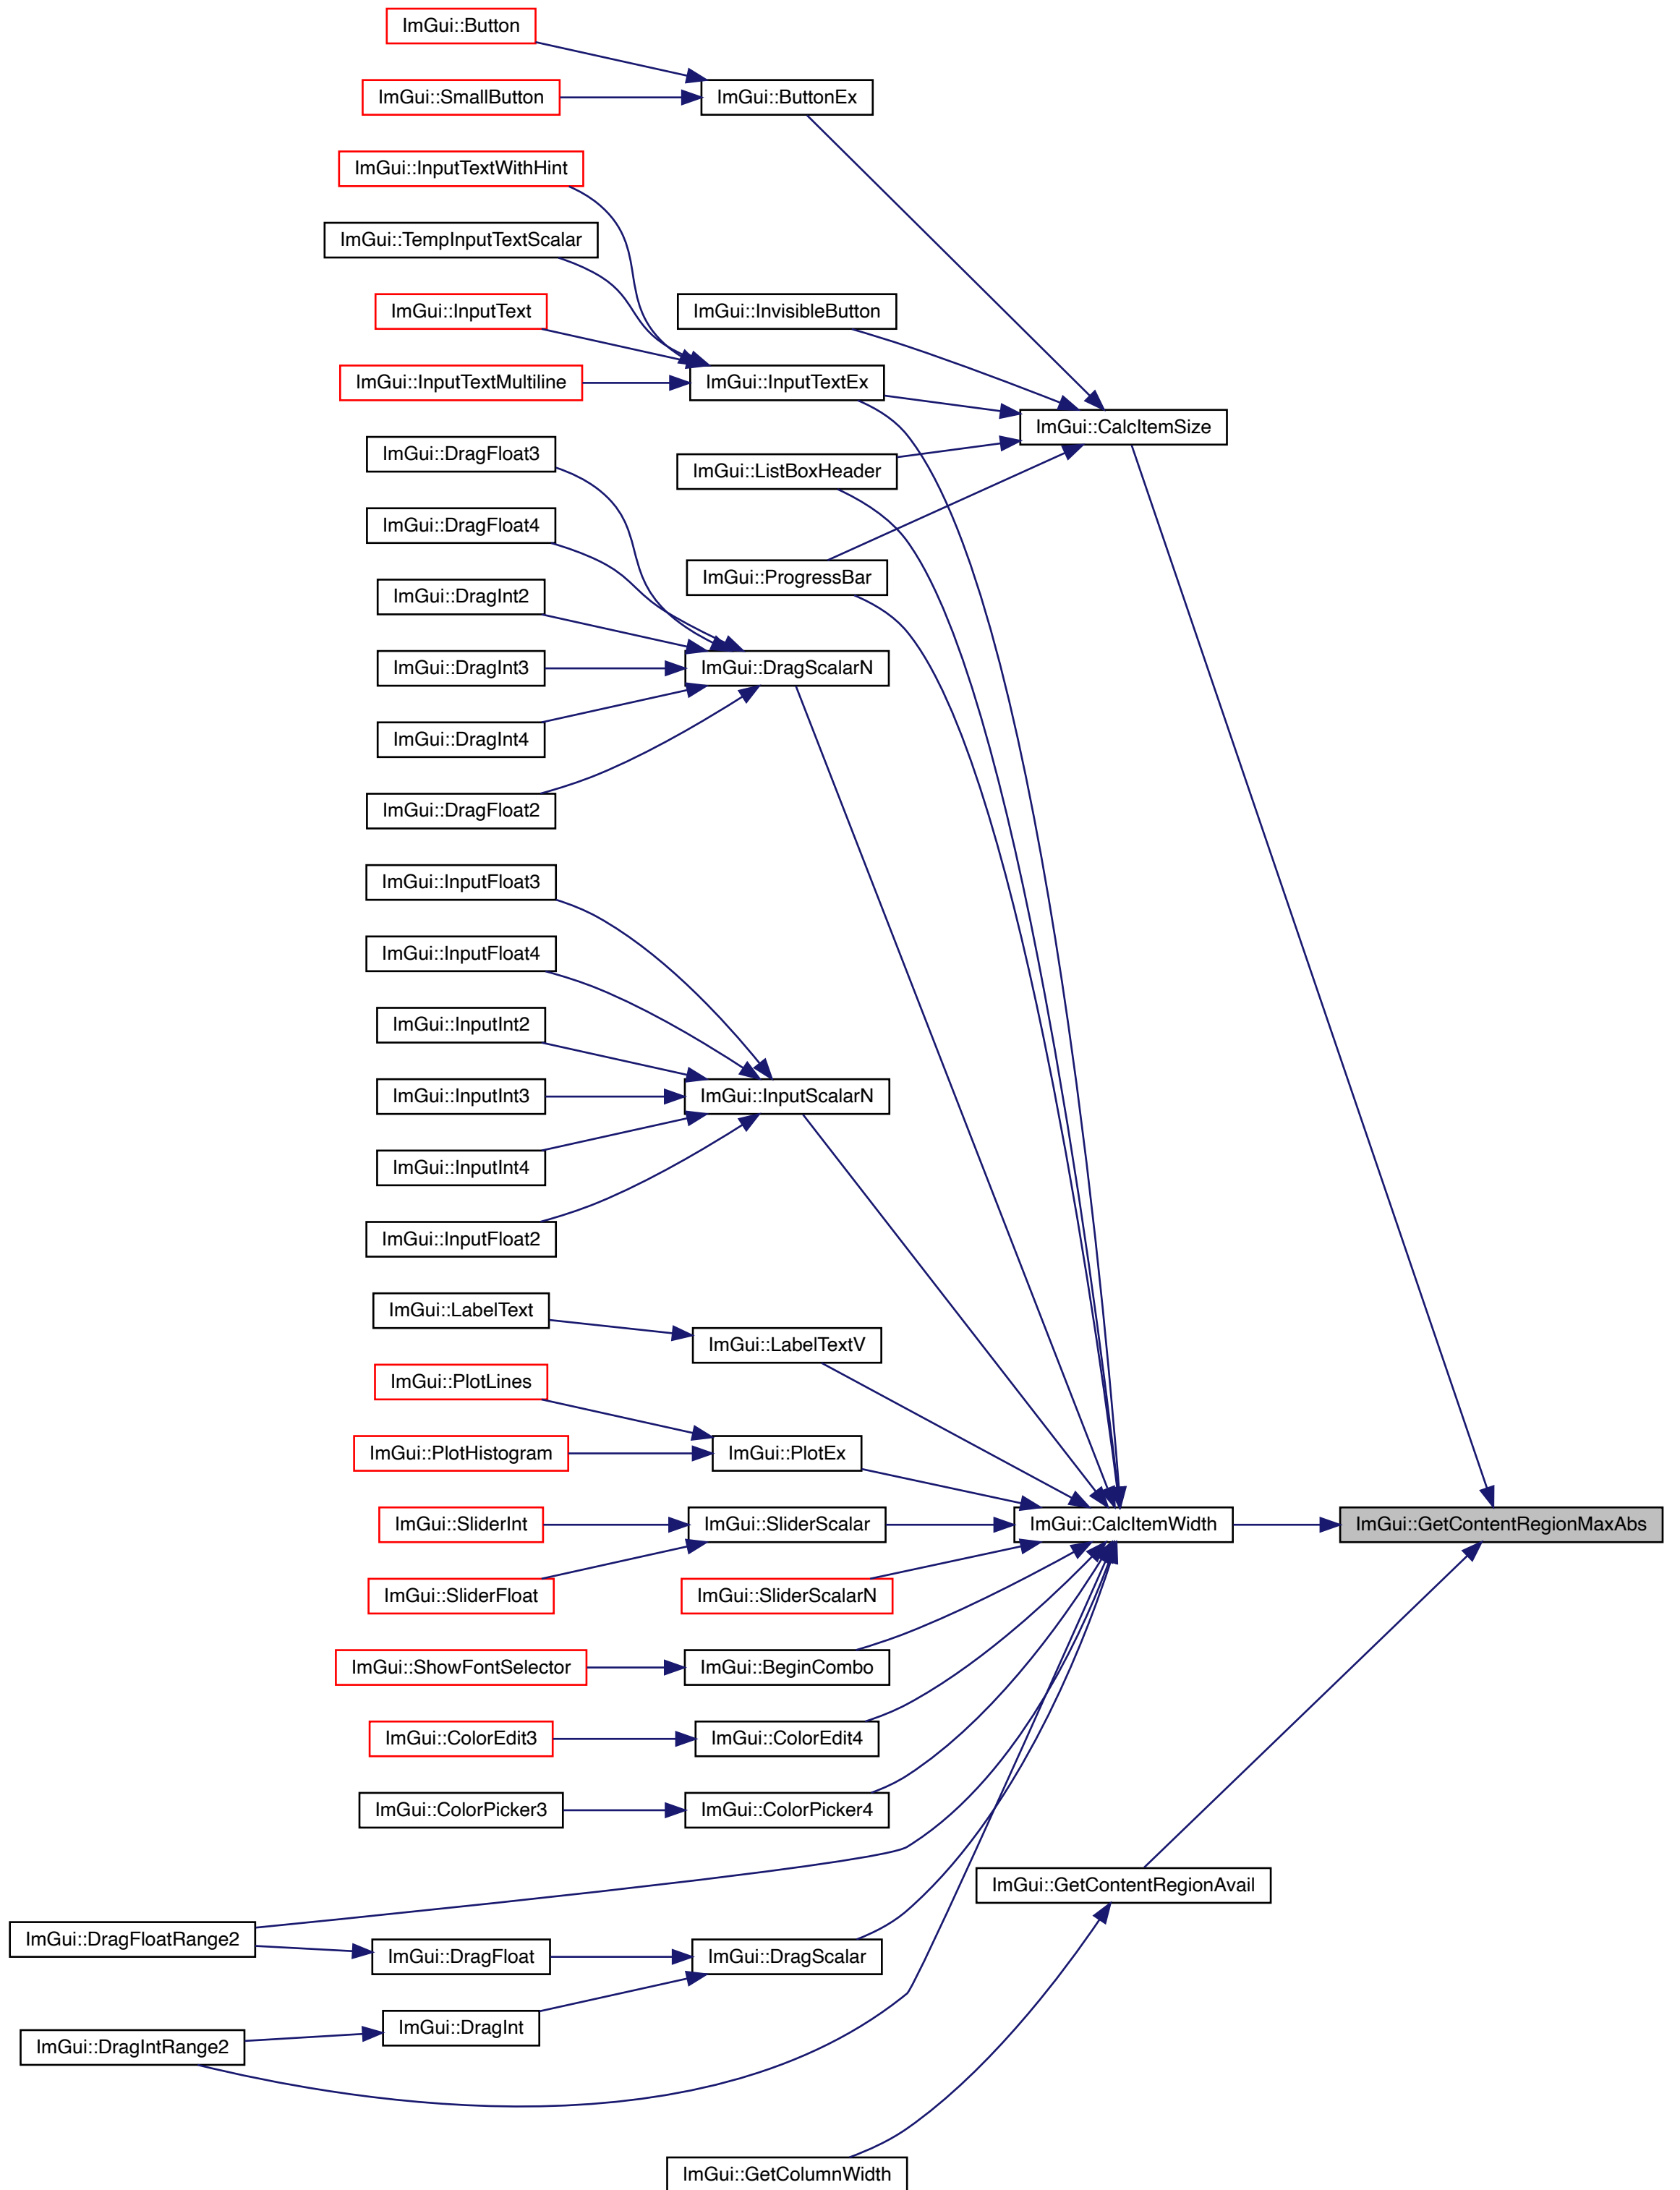 ImGui::Button
ImGui::SmallButton
ImGui::ButtonEx
ImGui::InputTextWithHint
ImGui::TempInputTextScalar
ImGui::InputText
ImGui::InvisibleButton
ImGui::InputTextMultiline
ImGui::InputTextEx
ImGui::CalcItemSize
ImGui::DragFloat3
ImGui::ListBoxHeader
ImGui::DragFloat4
ImGui::ProgressBar
ImGui::DragInt2
ImGui::DragInt3
ImGui::DragScalarN
ImGui::DragInt4
ImGui::DragFloat2
ImGui::InputFloat3
ImGui::InputFloat4
ImGui::InputInt2
ImGui::InputInt3
ImGui::InputScalarN
ImGui::InputInt4
ImGui::InputFloat2
ImGui::LabelText
ImGui::LabelTextV
ImGui::PlotLines
ImGui::PlotHistogram
ImGui::PlotEx
ImGui::SliderInt
ImGui::SliderScalar
ImGui::CalcItemWidth
ImGui::GetContentRegionMaxAbs
ImGui::SliderFloat
ImGui::SliderScalarN
ImGui::ShowFontSelector
ImGui::BeginCombo
ImGui::ColorEdit3
ImGui::ColorEdit4
ImGui::ColorPicker3
ImGui::ColorPicker4
ImGui::GetContentRegionAvail
ImGui::DragFloatRange2
ImGui::DragFloat
ImGui::DragScalar
ImGui::DragInt
ImGui::DragIntRange2
ImGui::GetColumnWidth